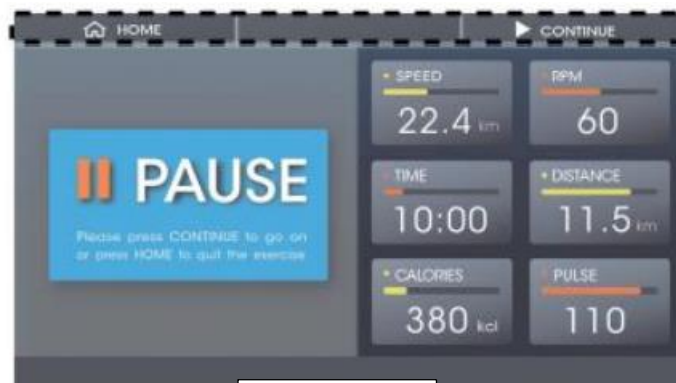 HOME
CONTINUE
PAUSE
Please press CONTINUE to go on
or press HOME to quit the exercise
SPEED
22.4 km
RPM
60
TIME
10:00
DISTANCE
11.5 km
CALORIES
380 kcl
PULSE
110